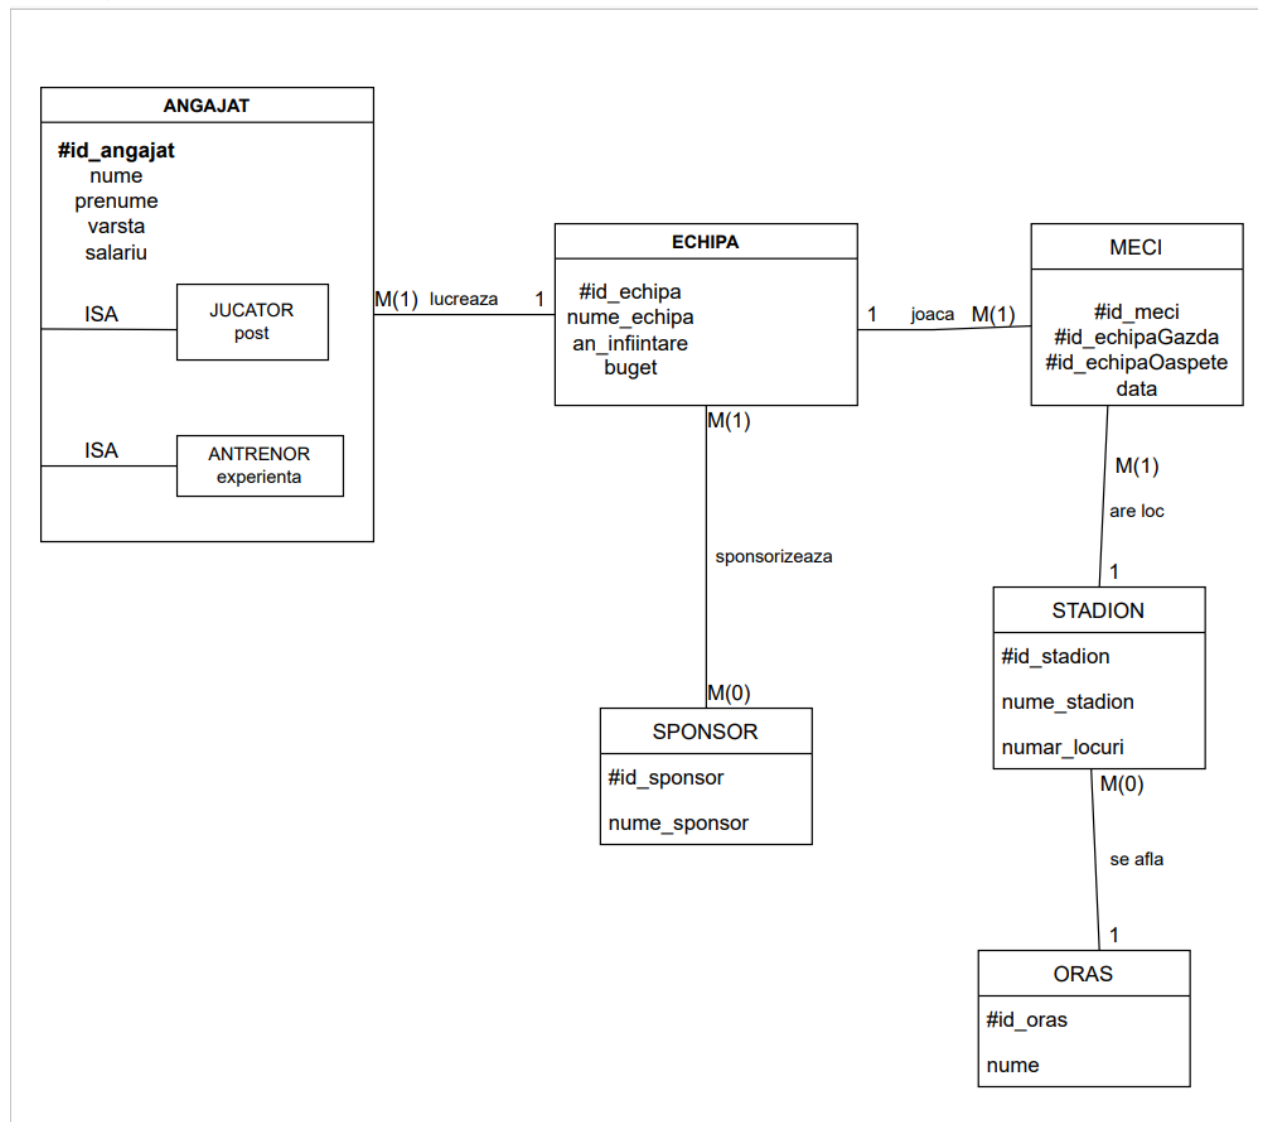 ANGAJAT
#id_angajat
nume
prenume
varsta
salariu
ISA
JUCATOR
post
ISA
ANTRENOR
experienta
M(1) lucreaza 1
ECHIPA
#id_echipa
nume_echipa
an_infiintare
buget
1 joaca M(1)
MECI
#id_meci
#id_echipaGazda
#id_echipaOaspete
data
M(1)
sponsorizeaza
M(0)
SPONSOR
#id_sponsor
nume_sponsor
M(1)
are loc
1
STADION
#id_stadion
nume_stadion
numar_locuri
M(0)
se afla
1
ORAS
#id_oras
nume